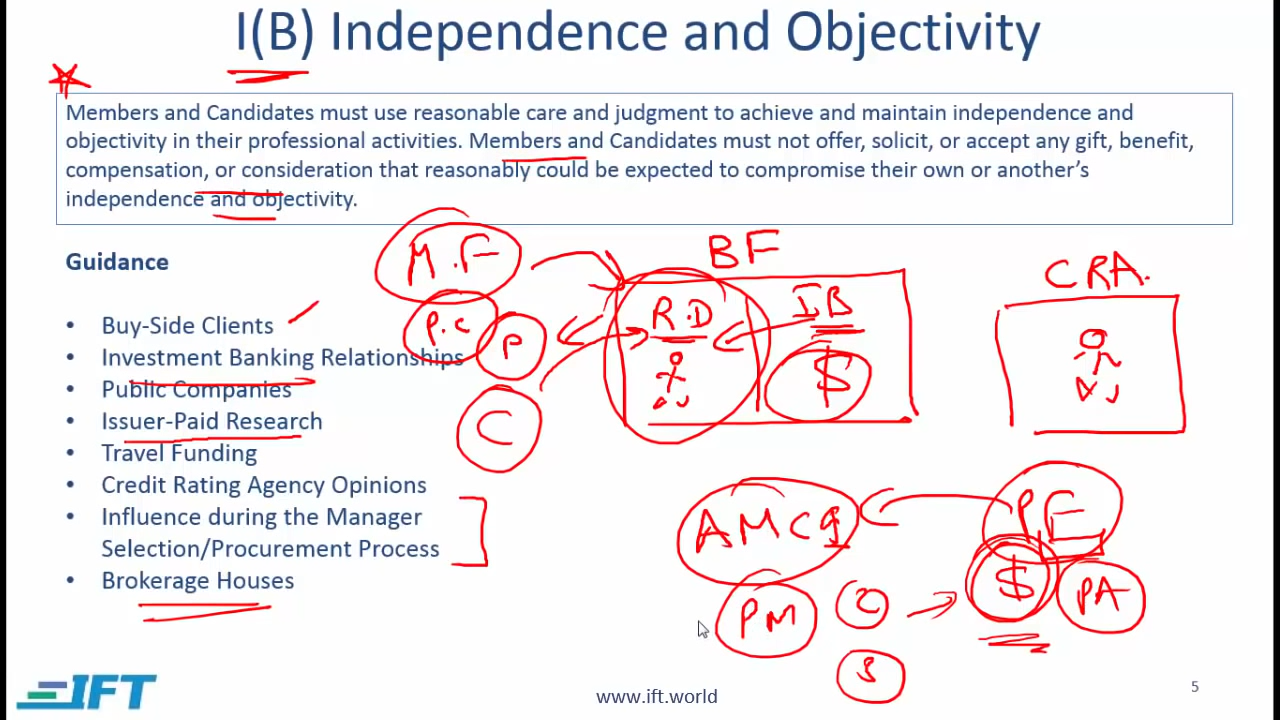 I(B) Independence and Objectivity
Members and Candidates must use reasonable care and judgment to achieve and maintain independence and
objectivity in their professional activities. Members and Candidates must not offer, solicit, or accept any gift, benefit,
compensation, or consideration that reasonably could be expected to compromise their own or another's
independence and objectivity.
Guidance
• Buy-Side Clients
• Investment Banking Relationships
• Public Companies
• Issuer-Paid Research
• Travel Funding
• Credit Rating Agency Opinions
• Influence during the Manager
Selection/Procurement Process
• Brokerage Houses
M.F
P.C
P
C
BF
R.D
IB
$
CRA.
AMC
PF
$
PA
PM
IFT
www.ift.world
5